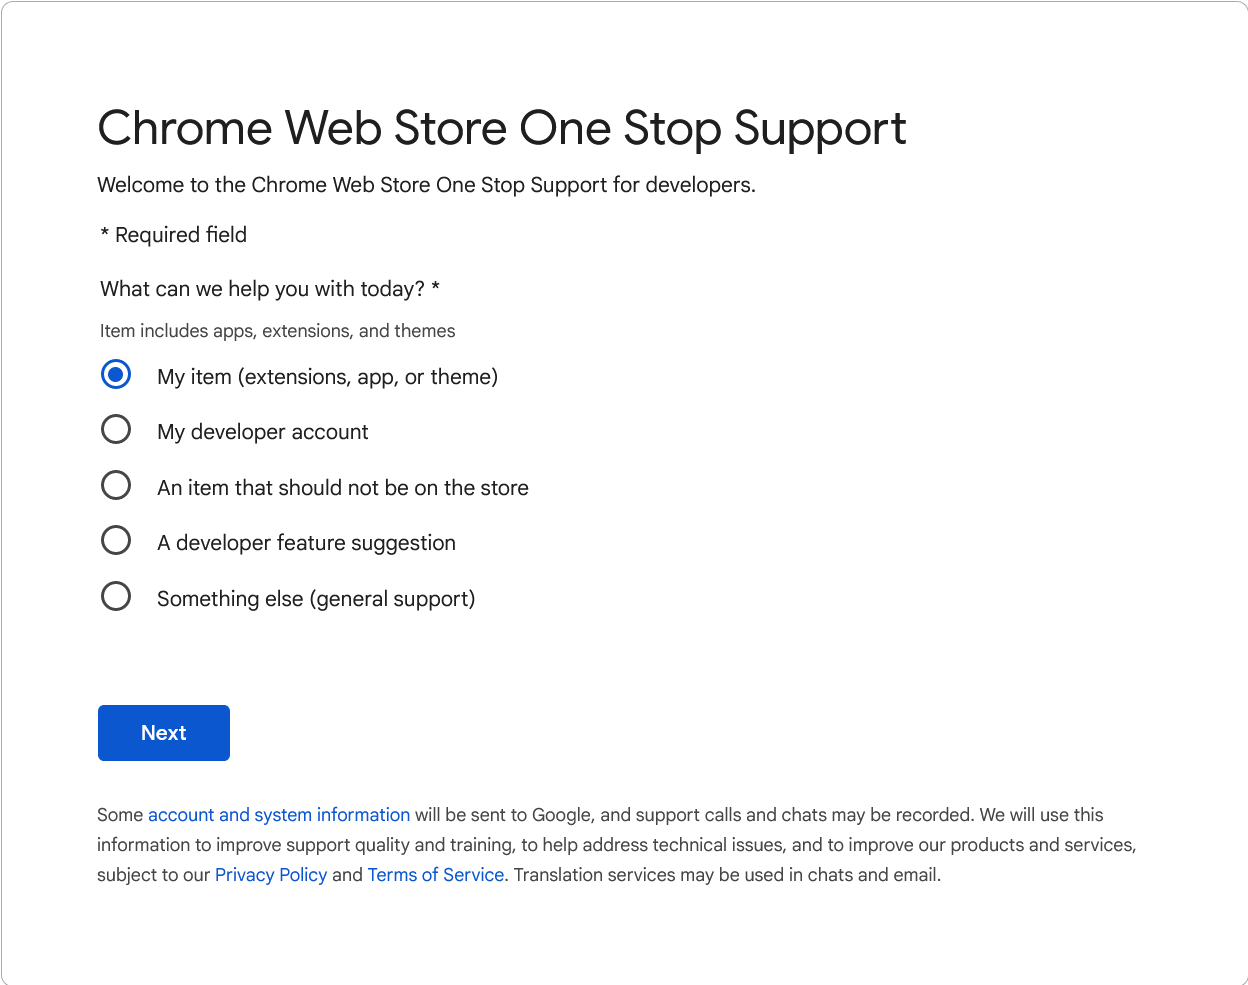 Chrome Web Store One Stop Support
Welcome to the Chrome Web Store One Stop Support for developers.
* Required field
What can we help you with today? *
Item includes apps, extensions, and themes
My item (extensions, app, or theme)
My developer account
An item that should not be on the store
A developer feature suggestion
Something else (general support)
Next
Some account and system information will be sent to Google, and support calls and chats may be recorded. We will use this
information to improve support quality and training, to help address technical issues, and to improve our products and services,
subject to our Privacy Policy and Terms of Service. Translation services may be used in chats and email.